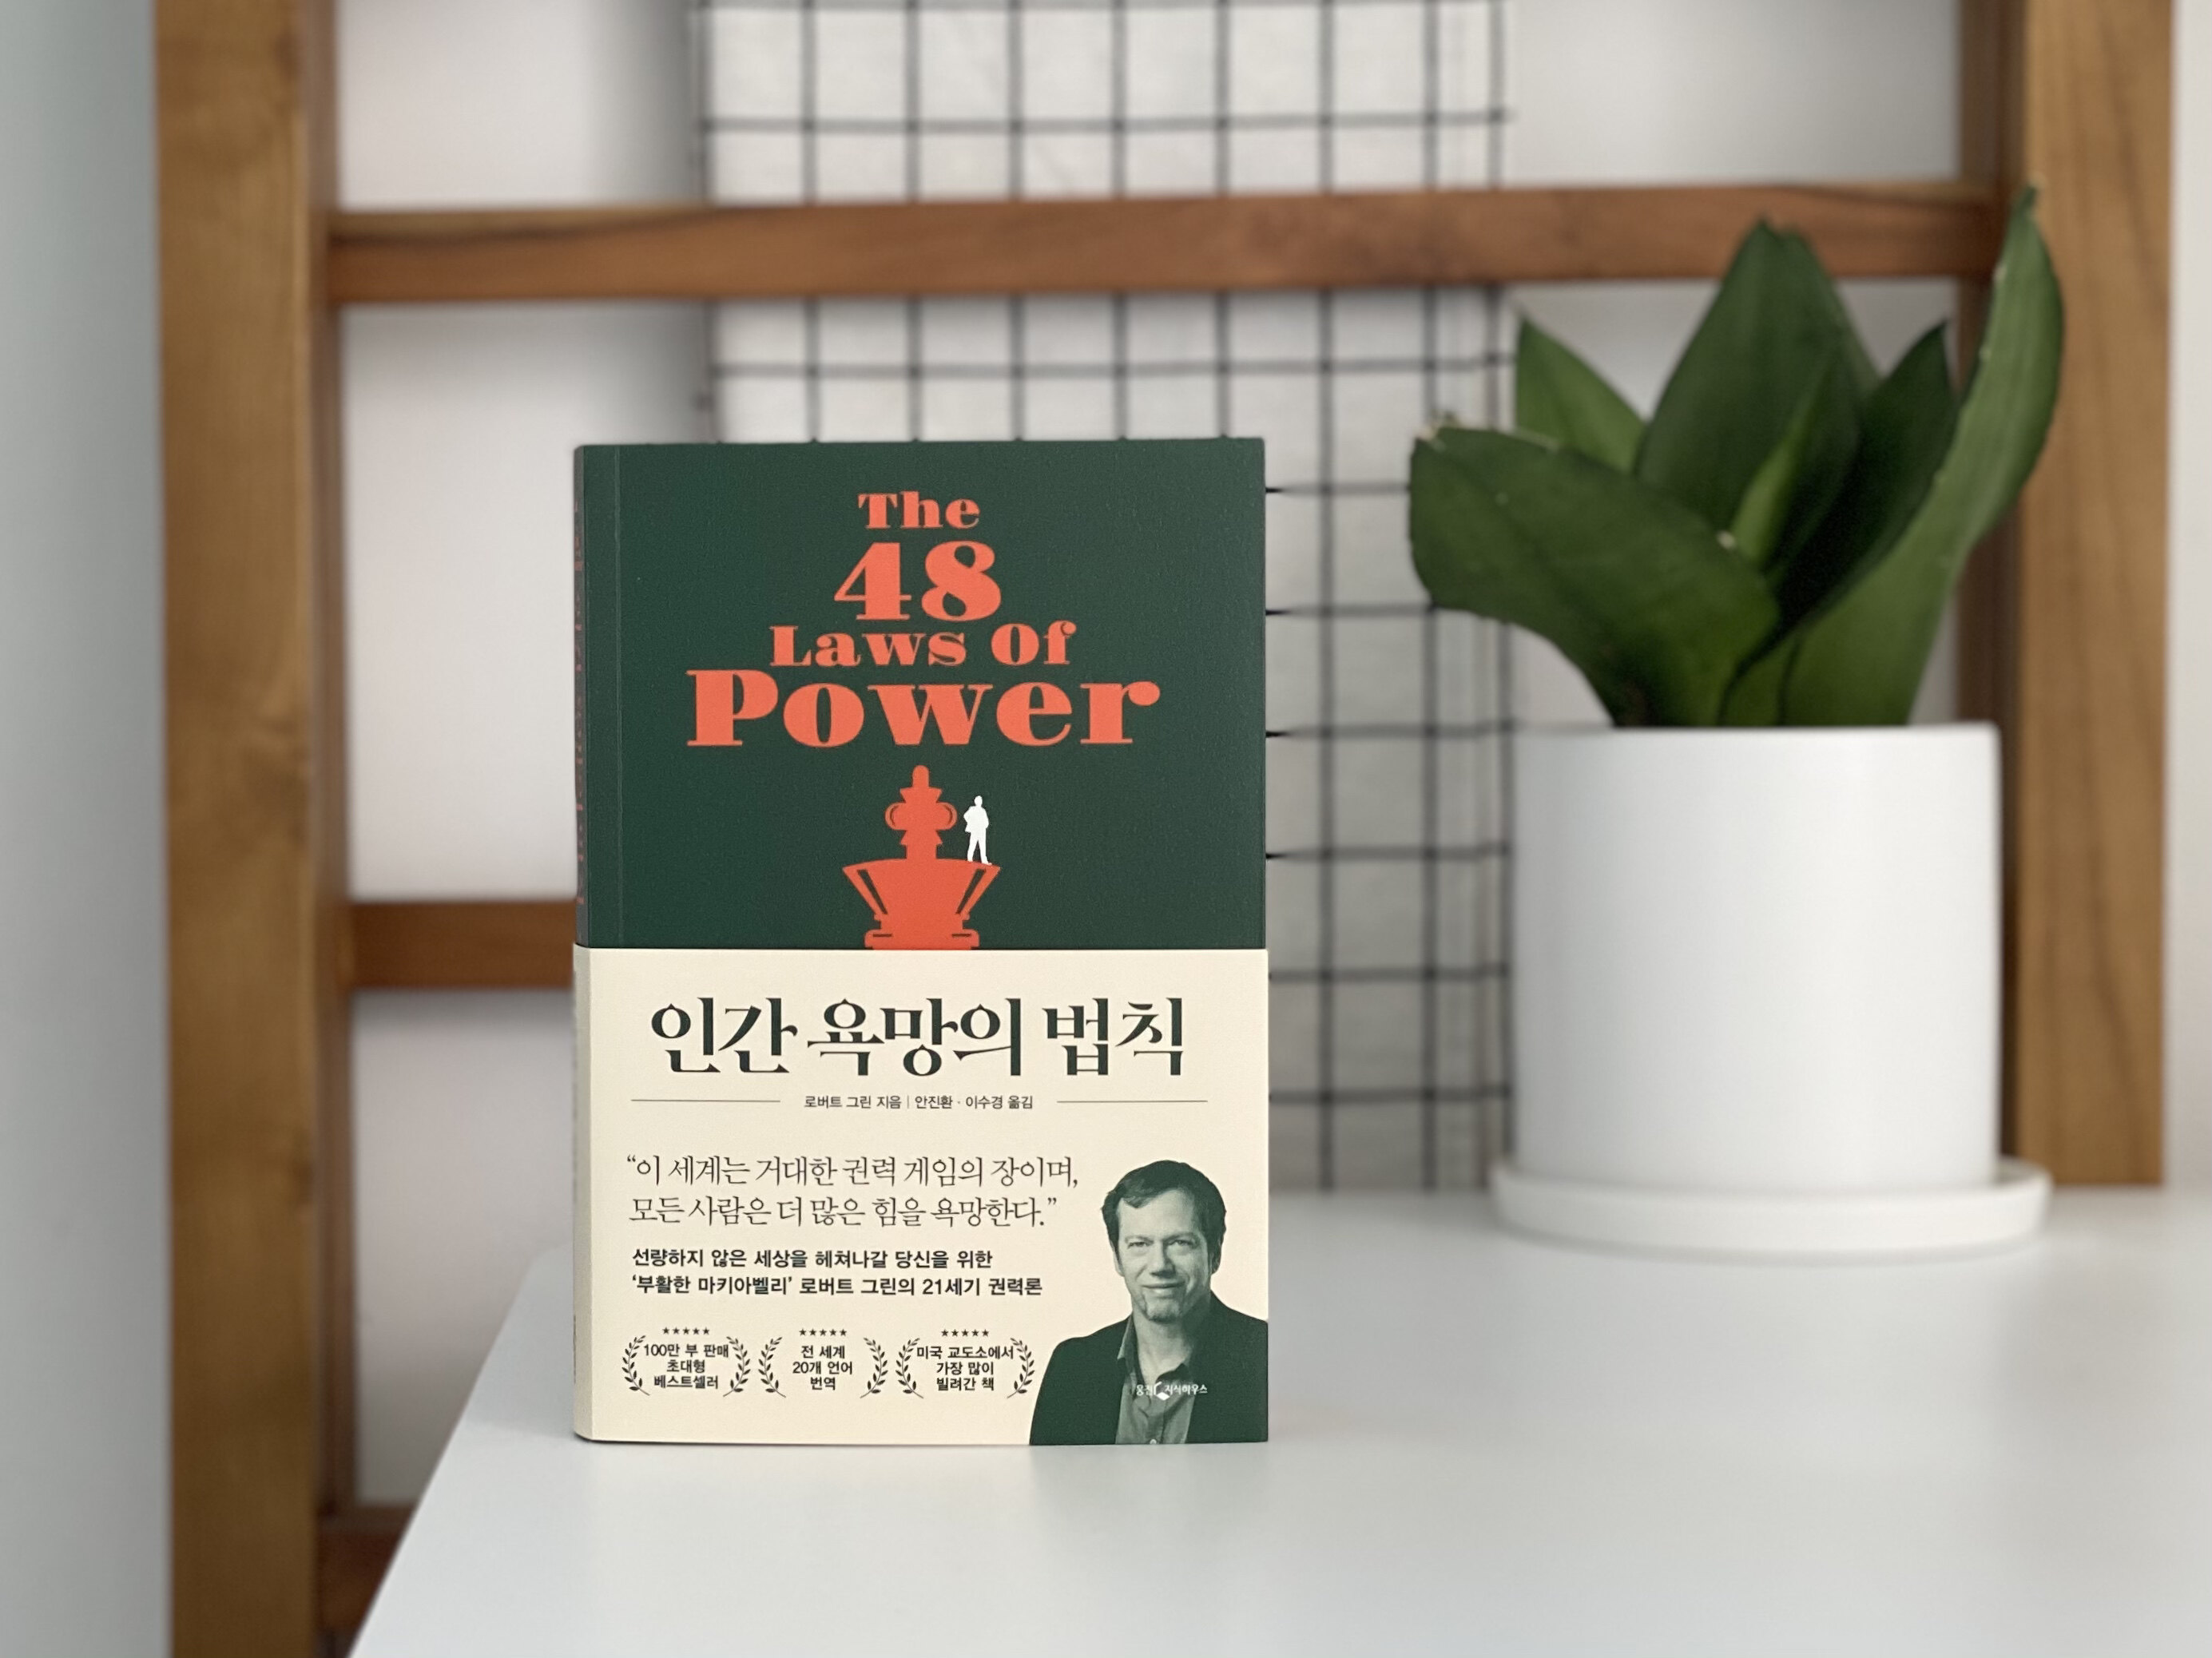 The
48
Laws Of
Power
인간 욕망의 법칙
로버트 그린 지음 | 안진환 · 이수경 옮김
“이 세계는 거대한 권력 게임의 장이며,
모든 사람은 더 많은 힘을 욕망한다.”
선량하지 않은 세상을 헤쳐나갈 당신을 위한
‘부활한 마키아벨리’ 로버트 그린의 21세기 권력론
★★★★★
100만 부 판매
초대형
베스트셀러
★★★★★
전 세계
20개 언어
번역
★★★★★
미국 교도소에서
가장 많이
빌려간 책
웅진 지식하우스